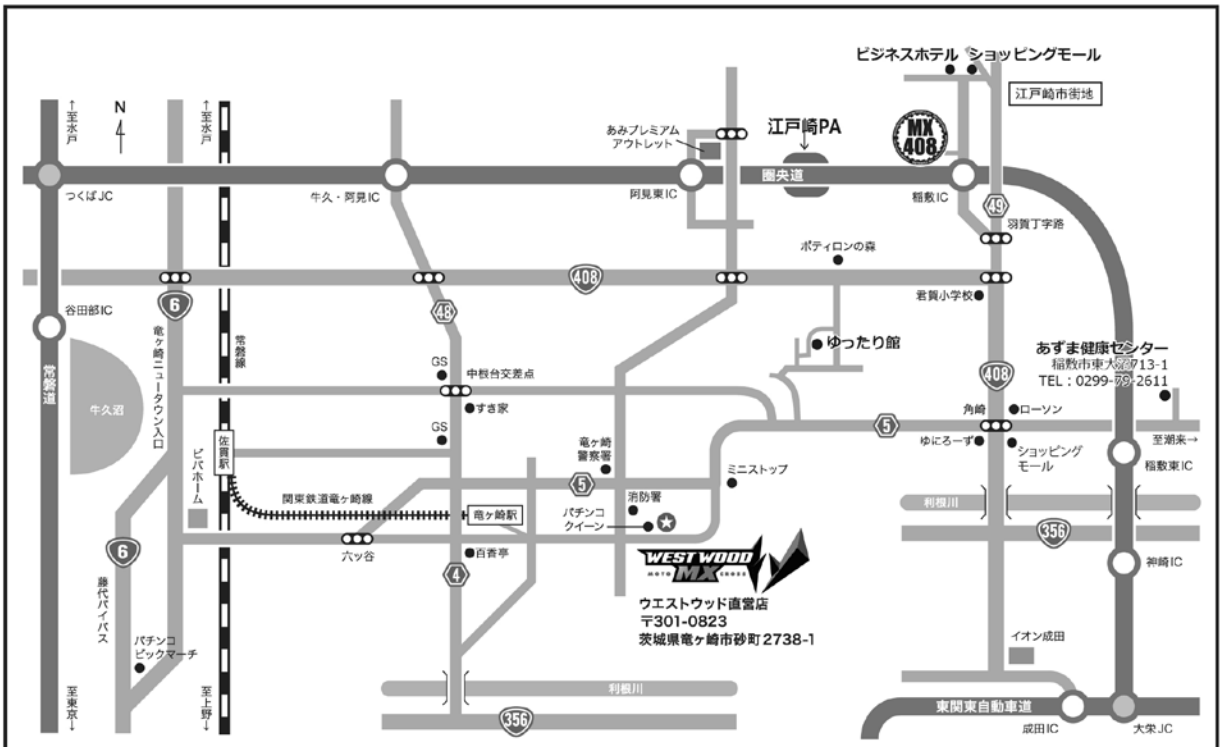 ビジネスホテル ショッピングモール
江戸崎市街地
←至水戸
N
←至水戸
あみプレミアム
アウトレット
江戸崎PA
MX
408
圏央道
つくばJC
牛久・阿見IC
阿見東IC
稲敷IC
49
羽賀丁字路
ポティロンの森
408
君賀小学校
6
谷田部IC
48
竜ヶ崎ニュータウン入口
常磐線
常磐道
牛久沼
GS
中根台交差点
すき家
GS
ゆったり館
408
あずま健康センター
TEL:0299-79-2611
角崎
ローソン
5
ゆにろーず
ショッピング
モール
至潮来→
稲敷東IC
佐貫駅
ビバホーム
竜ヶ崎
警察署
ミニストップ
5
関東鉄道竜ヶ崎線
竜ヶ崎駅
消防署
パチンコ
クイーン
利根川
356
六ッ谷
百香亭
4
6
藤代バイパス
神崎IC
WEST WOOD
MOTO MX CROSS
ウエストウッド直営店
〒301-0823
茨城県竜ヶ崎市砂町2738-1
パチンコ
ビックマーチ
イオン成田
至東京→
至上野→
利根川
356
東関東自動車道
成田IC
大栄JC